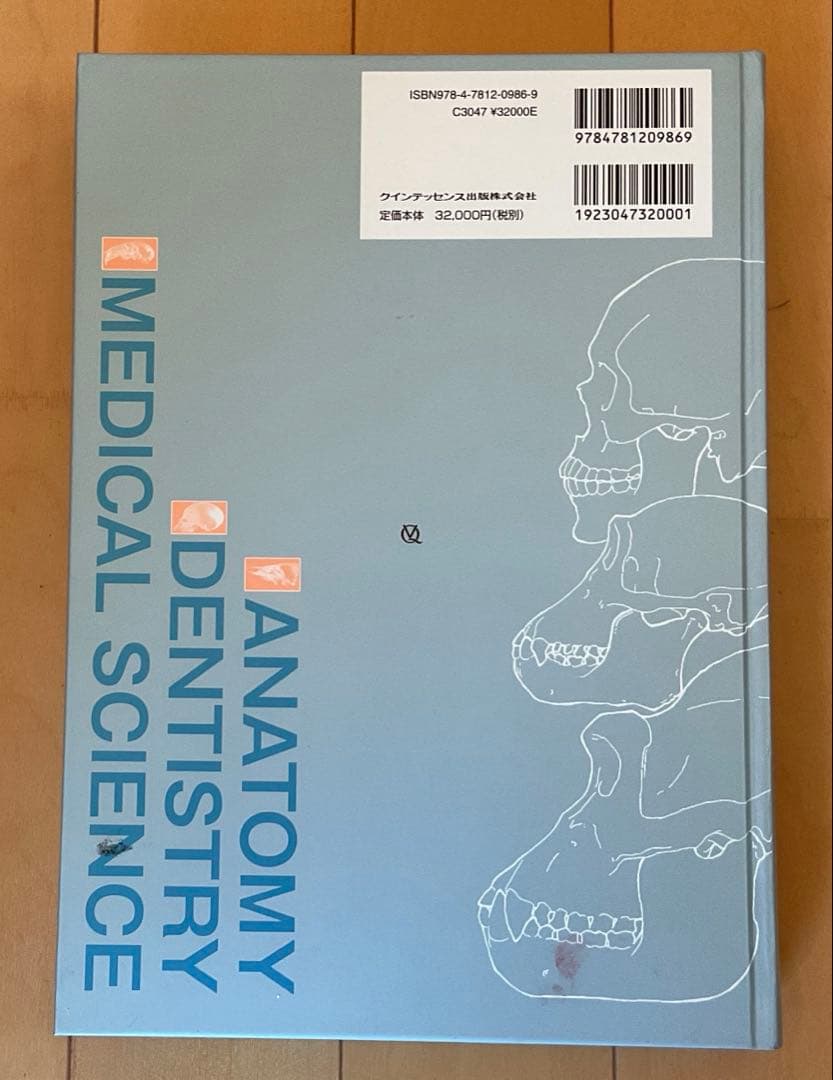 ISBN978-4-7812-0986-9
C3047 ¥32000E
9784781209869
クインテッセンス出版株式会社
定価本体 32,000円(税別)
1923047320001
ANATOMY
DENTISTRY
MEDICAL SCIENCE